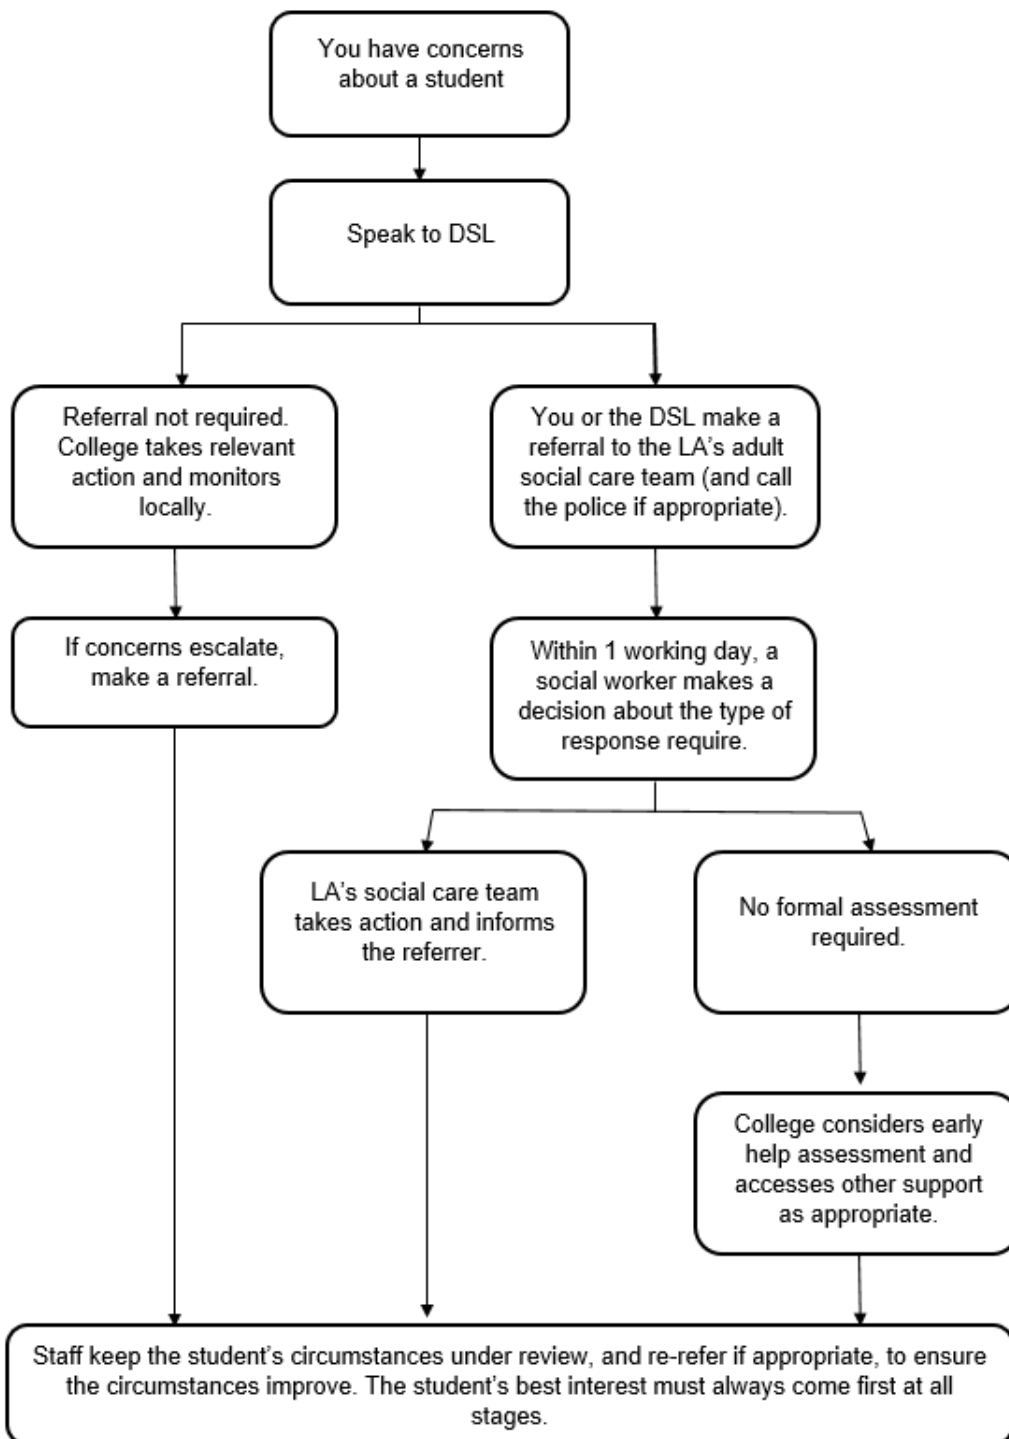 You have concerns
about a student
Speak to DSL
Referral not required.
College takes relevant
action and monitors
locally.
You or the DSL make a
referral to the LA’s adult
social care team (and call
the police if appropriate).
If concerns escalate,
make a referral.
Within 1 working day, a
social worker makes a
decision about the type of
response require.
LA’s social care team
takes action and informs
the referrer.
No formal assessment
required.
College considers early
help assessment and
accesses other support
as appropriate.
Staff keep the student’s circumstances under review, and re-refer if appropriate, to ensure
the circumstances improve. The student’s best interest must always come first at all
stages.